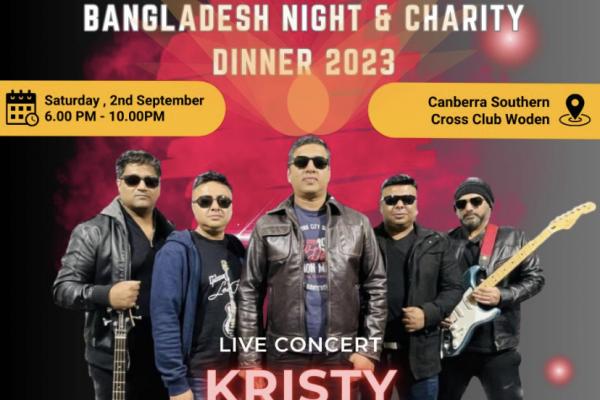 BANGLADESH NIGHT & CHARITY
DINNER 2023
Saturday , 2nd September
6.00 PM - 10.00PM
Canberra Southern
Cross Club Woden
LIVE CONCERT
KRISTY